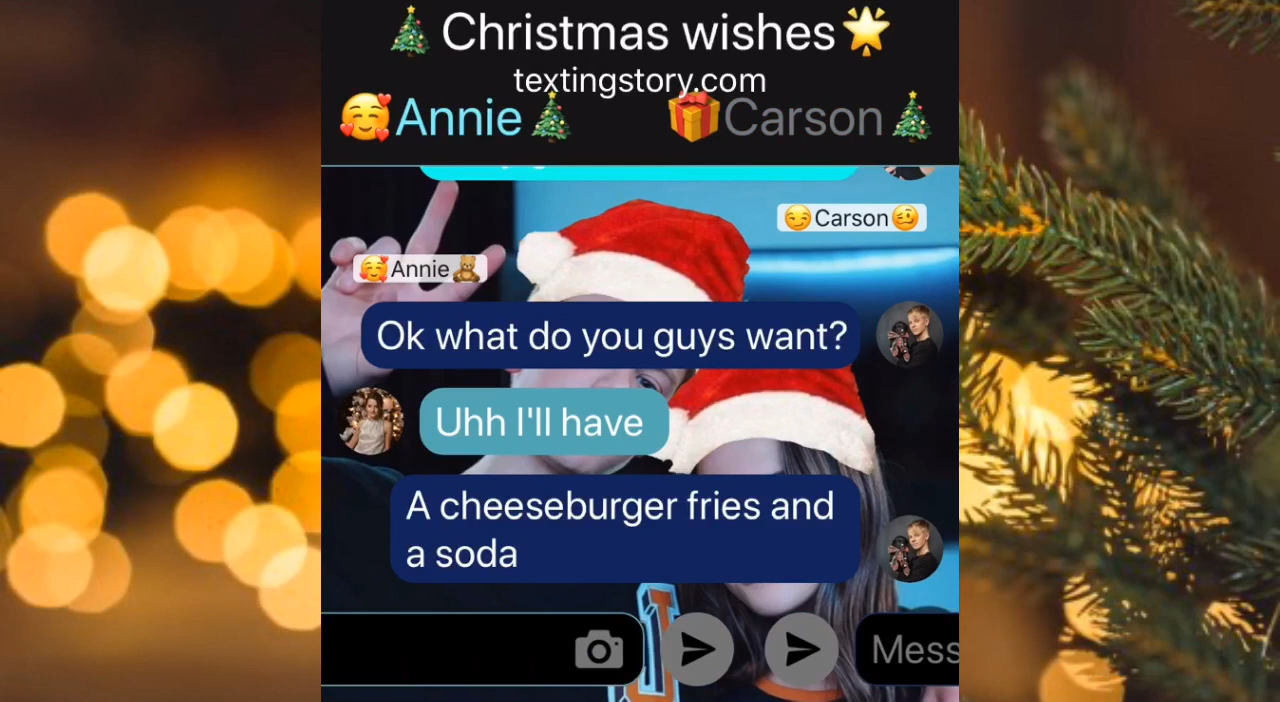 🎄Christmas wishes🌟
textingstory.com
🥰Annie🎄 🎁Carson🎄
😏Carson🥴
🥰Annie🧸
Ok what do you guys want?
Uhh I'll have
A cheeseburger fries and
a soda
Mess